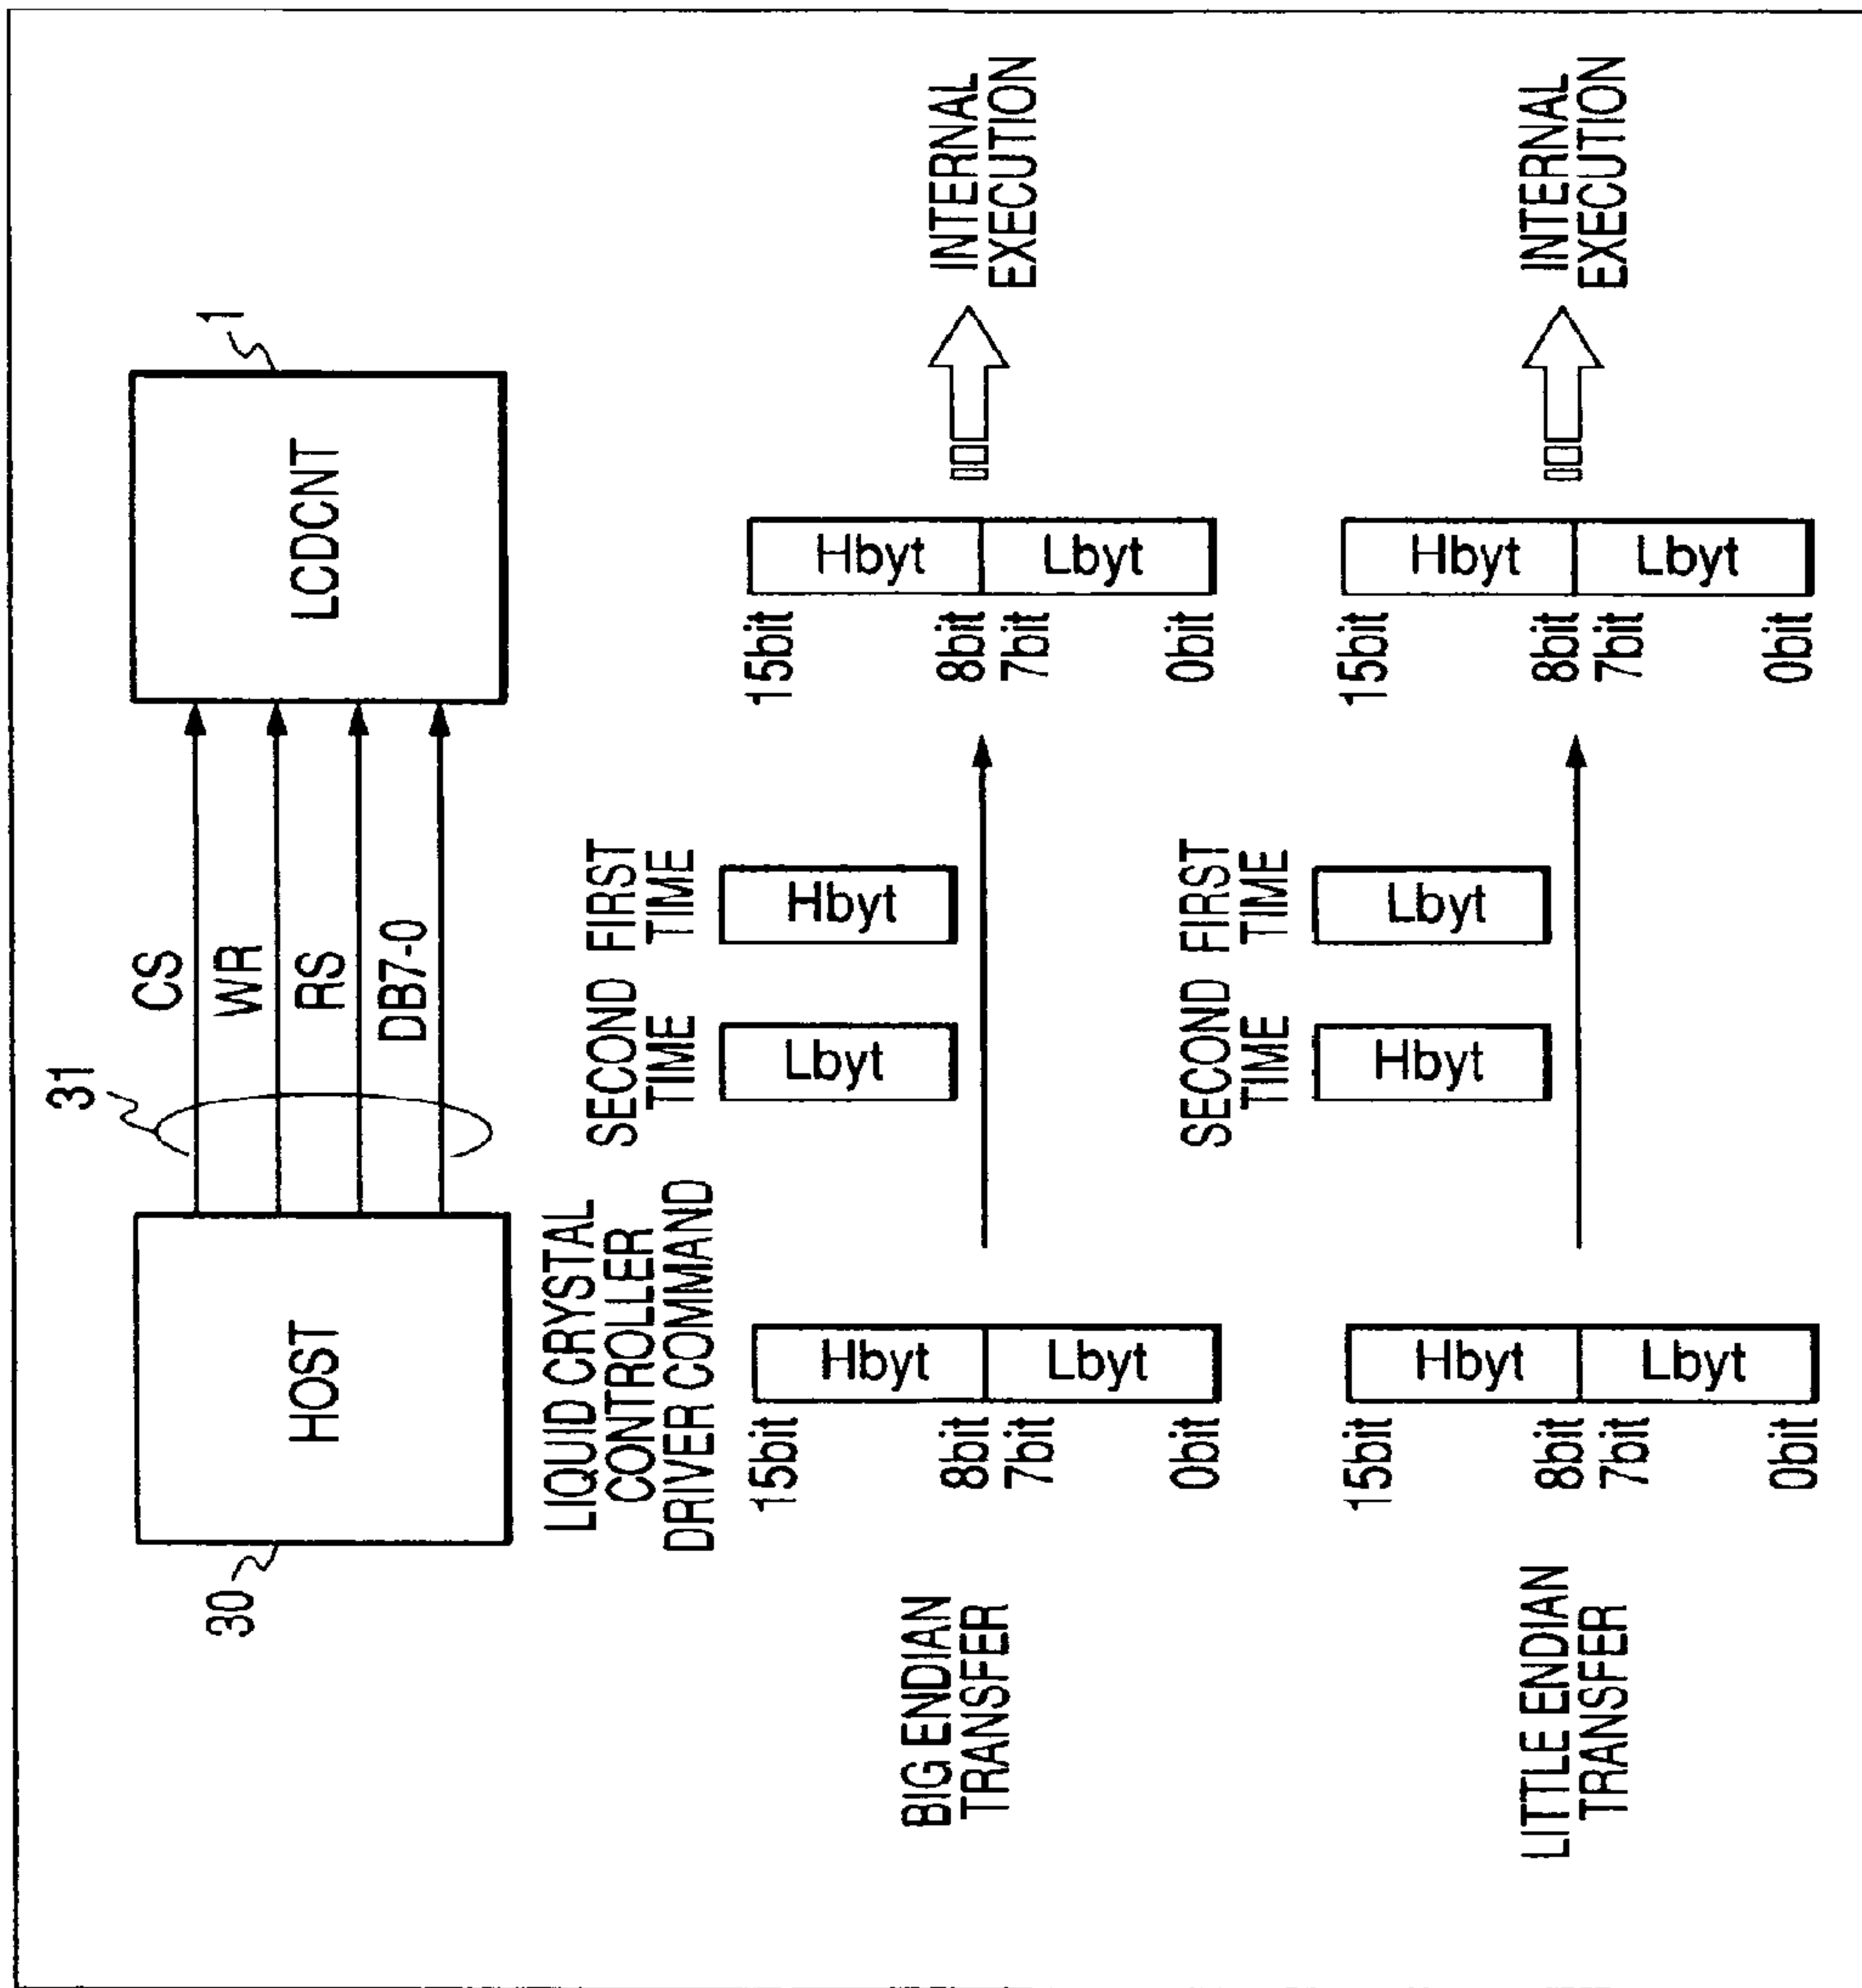 31
CS
WR
RS
DB7-0
30
HOST
LCDCNT
1
LIQUID CRYSTAL
CONTROLLER
DRIVER COMMAND
SECOND TIME
FIRST TIME
BIG ENDIAN
TRANSFER
15bit
8bit
7bit
0bit
Hbyt
Lbyt
Lbyt
Hbyt
15bit
8bit
7bit
0bit
Hbyt
Lbyt
INTERNAL
EXECUTION
SECOND TIME
FIRST TIME
LITTLE ENDIAN
TRANSFER
15bit
8bit
7bit
0bit
Hbyt
Lbyt
Hbyt
Lbyt
15bit
8bit
7bit
0bit
Hbyt
Lbyt
INTERNAL
EXECUTION